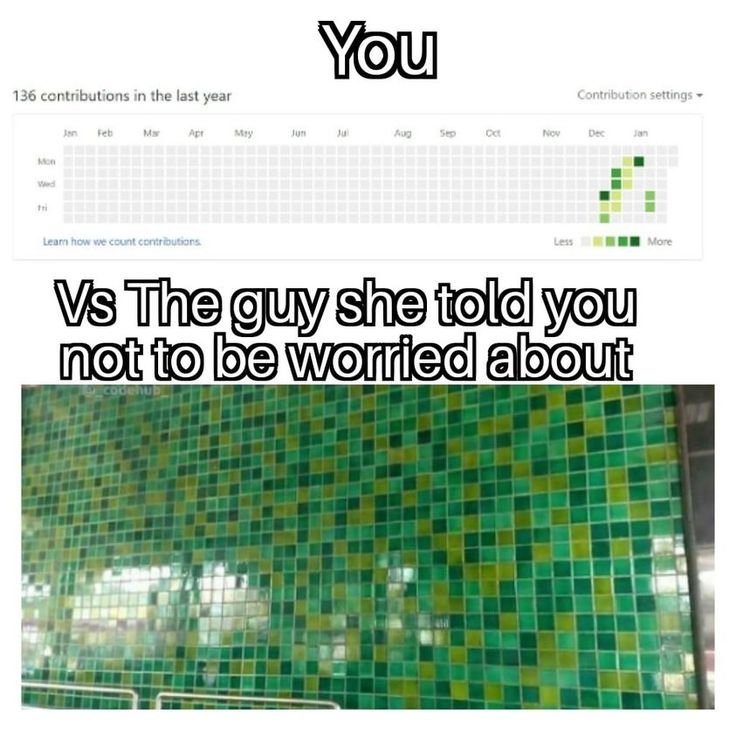 You
136 contributions in the last year
Contribution settings
Jan Feb Mar Apr May Jun Jul Aug Sep Oct Nov Dec Jan
Mon
Wed
Fri
Learn how we count contributions.
Less More
Vs The guy she told you
not to be worried about
@_codehub